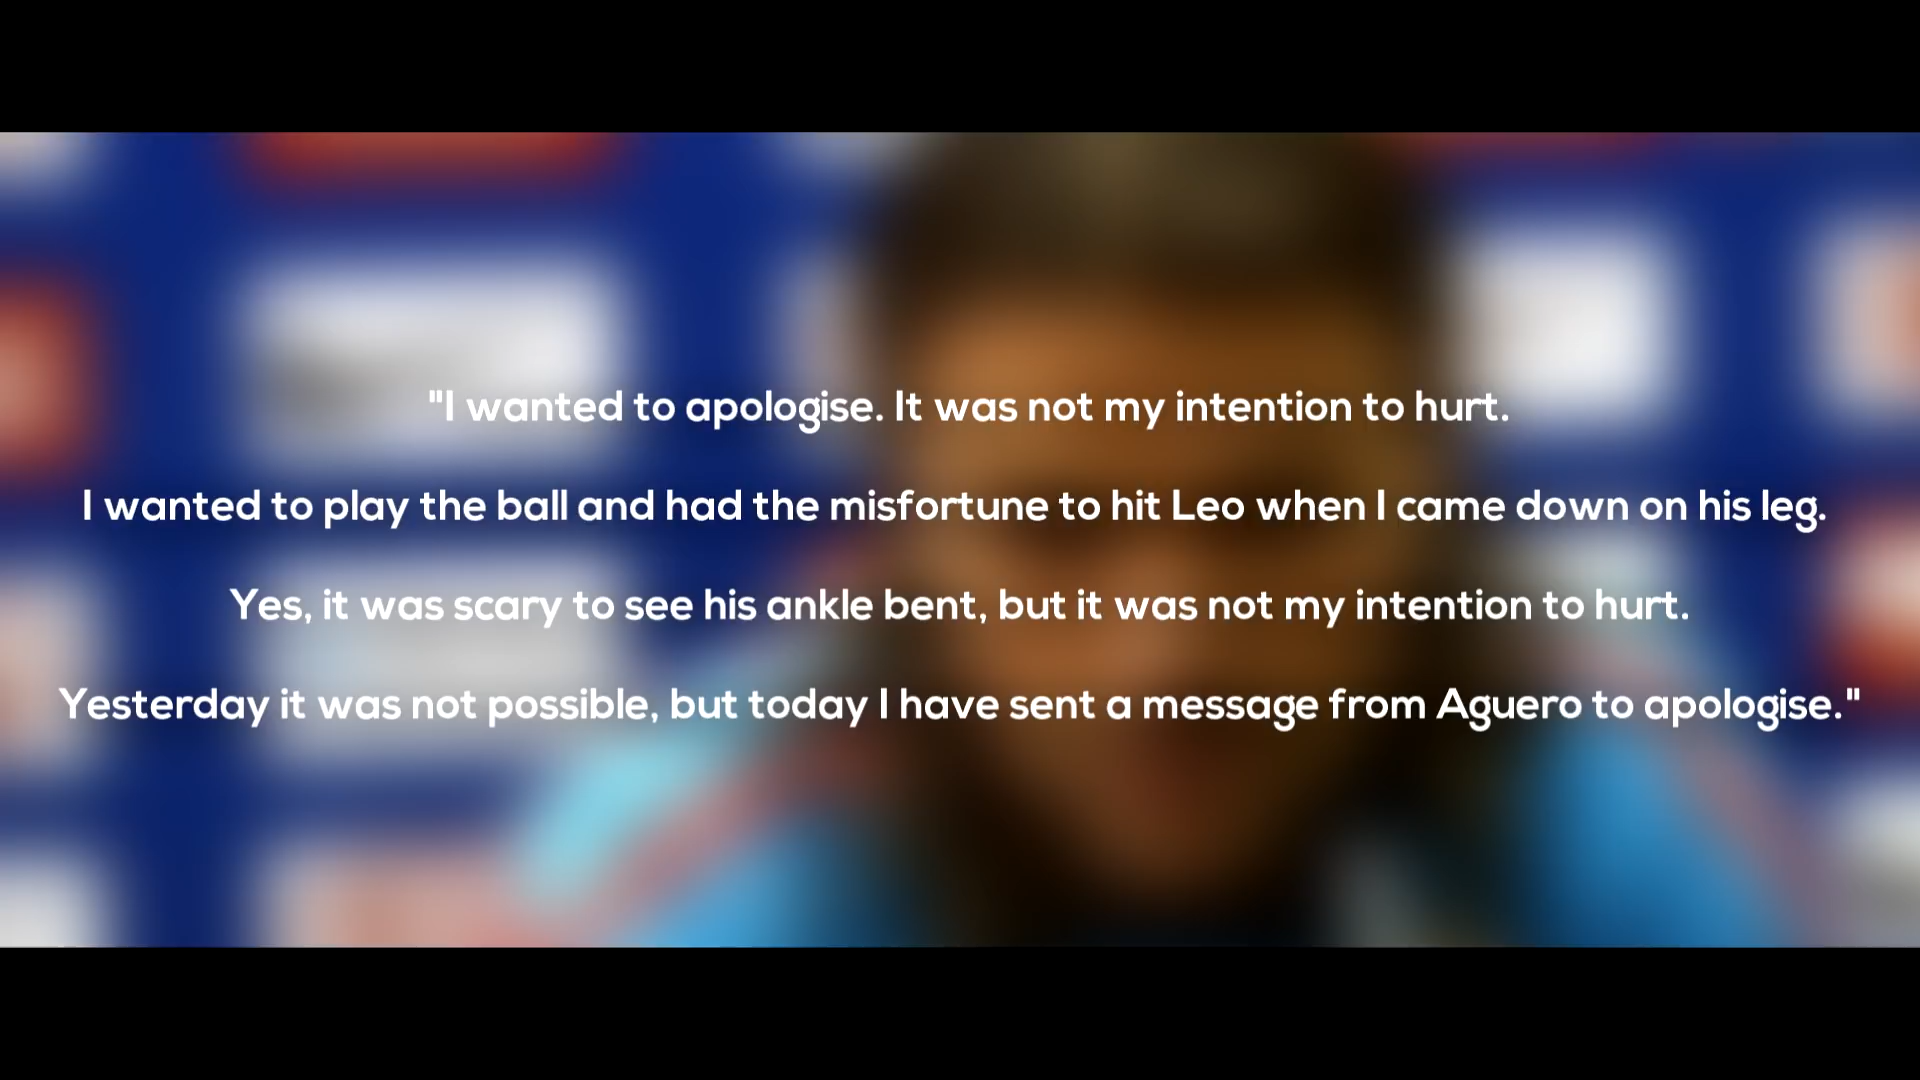 "I wanted to apologise. It was not my intention to hurt.
I wanted to play the ball and had the misfortune to hit Leo when I came down on his leg.
Yes, it was scary to see his ankle bent, but it was not my intention to hurt.
Yesterday it was not possible, but today I have sent a message from Aguero to apologise."